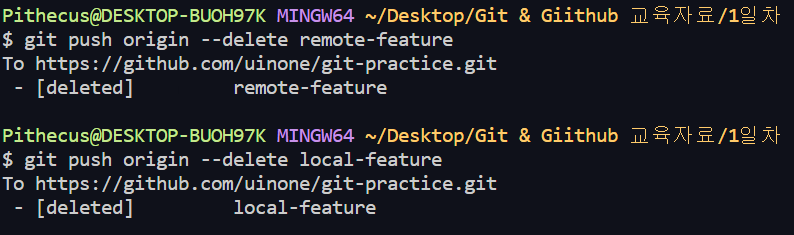 Pithecus@DESKTOP-BUOH97K MINGW64 ~/Desktop/Git & Giithub 교육자료/1일차
$ git push origin --delete remote-feature
To https://github.com/uinone/git-practice.git
 - [deleted]         remote-feature
Pithecus@DESKTOP-BUOH97K MINGW64 ~/Desktop/Git & Giithub 교육자료/1일차
$ git push origin --delete local-feature
To https://github.com/uinone/git-practice.git
 - [deleted]         local-feature